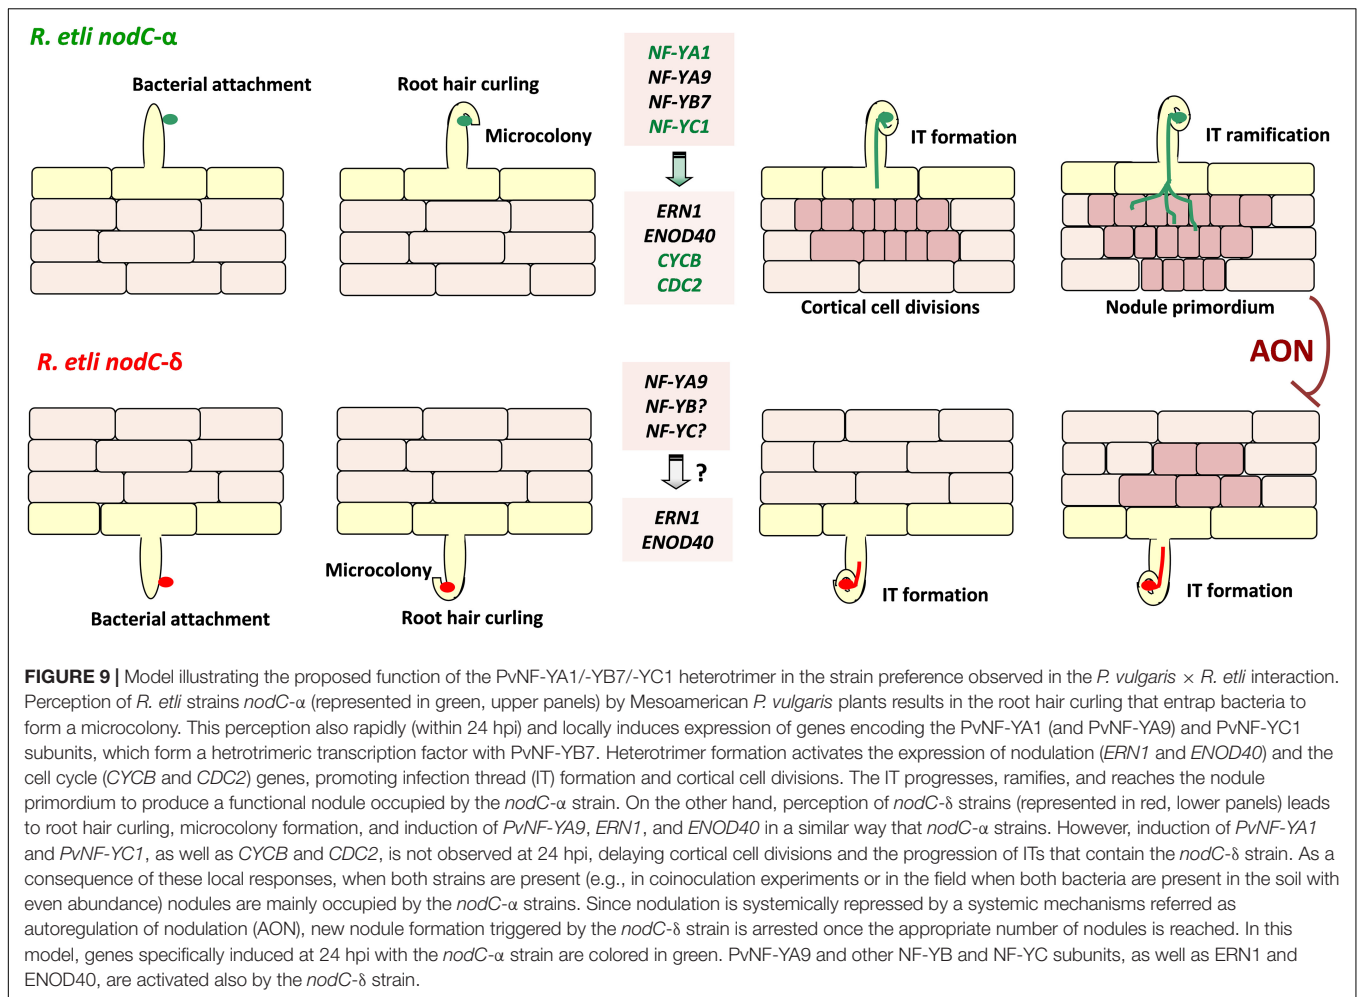 R. etli nodC-α
Bacterial attachment
Root hair curling
Microcolony
NF-YA1
NF-YA9
NF-YB7
NF-YC1
ERN1
ENOD40
CYCB
CDC2
IT formation
Cortical cell divisions
IT ramification
Nodule primordium
AON
R. etli nodC-δ
Bacterial attachment
Microcolony
Root hair curling
NF-YA9
NF-YB?
NF-YC?
?
ERN1
ENOD40
IT formation
IT formation
FIGURE 9 | Model illustrating the proposed function of the PvNF-YA1/-YB7/-YC1 heterotrimer in the strain preference observed in the P. vulgaris × R. etli interaction.
Perception of R. etli strains nodC-α (represented in green, upper panels) by Mesoamerican P. vulgaris plants results in the root hair curling that entrap bacteria to
form a microcolony. This perception also rapidly (within 24 hpi) and locally induces expression of genes encoding the PvNF-YA1 (and PvNF-YA9) and PvNF-YC1
subunits, which form a hetrotrimeric transcription factor with PvNF-YB7. Heterotrimer formation activates the expression of nodulation (ERN1 and ENOD40) and the
cell cycle (CYCB and CDC2) genes, promoting infection thread (IT) formation and cortical cell divisions. The IT progresses, ramifies, and reaches the nodule
primordium to produce a functional nodule occupied by the nodC-α strain. On the other hand, perception of nodC-δ strains (represented in red, lower panels) leads
to root hair curling, microcolony formation, and induction of PvNF-YA9, ERN1, and ENOD40 in a similar way that nodC-α strains. However, induction of PvNF-YA1
and PvNF-YC1, as well as CYCB and CDC2, is not observed at 24 hpi, delaying cortical cell divisions and the progression of ITs that contain the nodC-δ strain. As a
consequence of these local responses, when both strains are present (e.g., in coinoculation experiments or in the field when both bacteria are present in the soil with
even abundance) nodules are mainly occupied by the nodC-α strains. Since nodulation is systemically repressed by a systemic mechanisms referred as
autoregulation of nodulation (AON), new nodule formation triggered by the nodC-δ strain is arrested once the appropriate number of nodules is reached. In this
model, genes specifically induced at 24 hpi with the nodC-α strain are colored in green. PvNF-YA9 and other NF-YB and NF-YC subunits, as well as ERN1 and
ENOD40, are activated also by the nodC-δ strain.